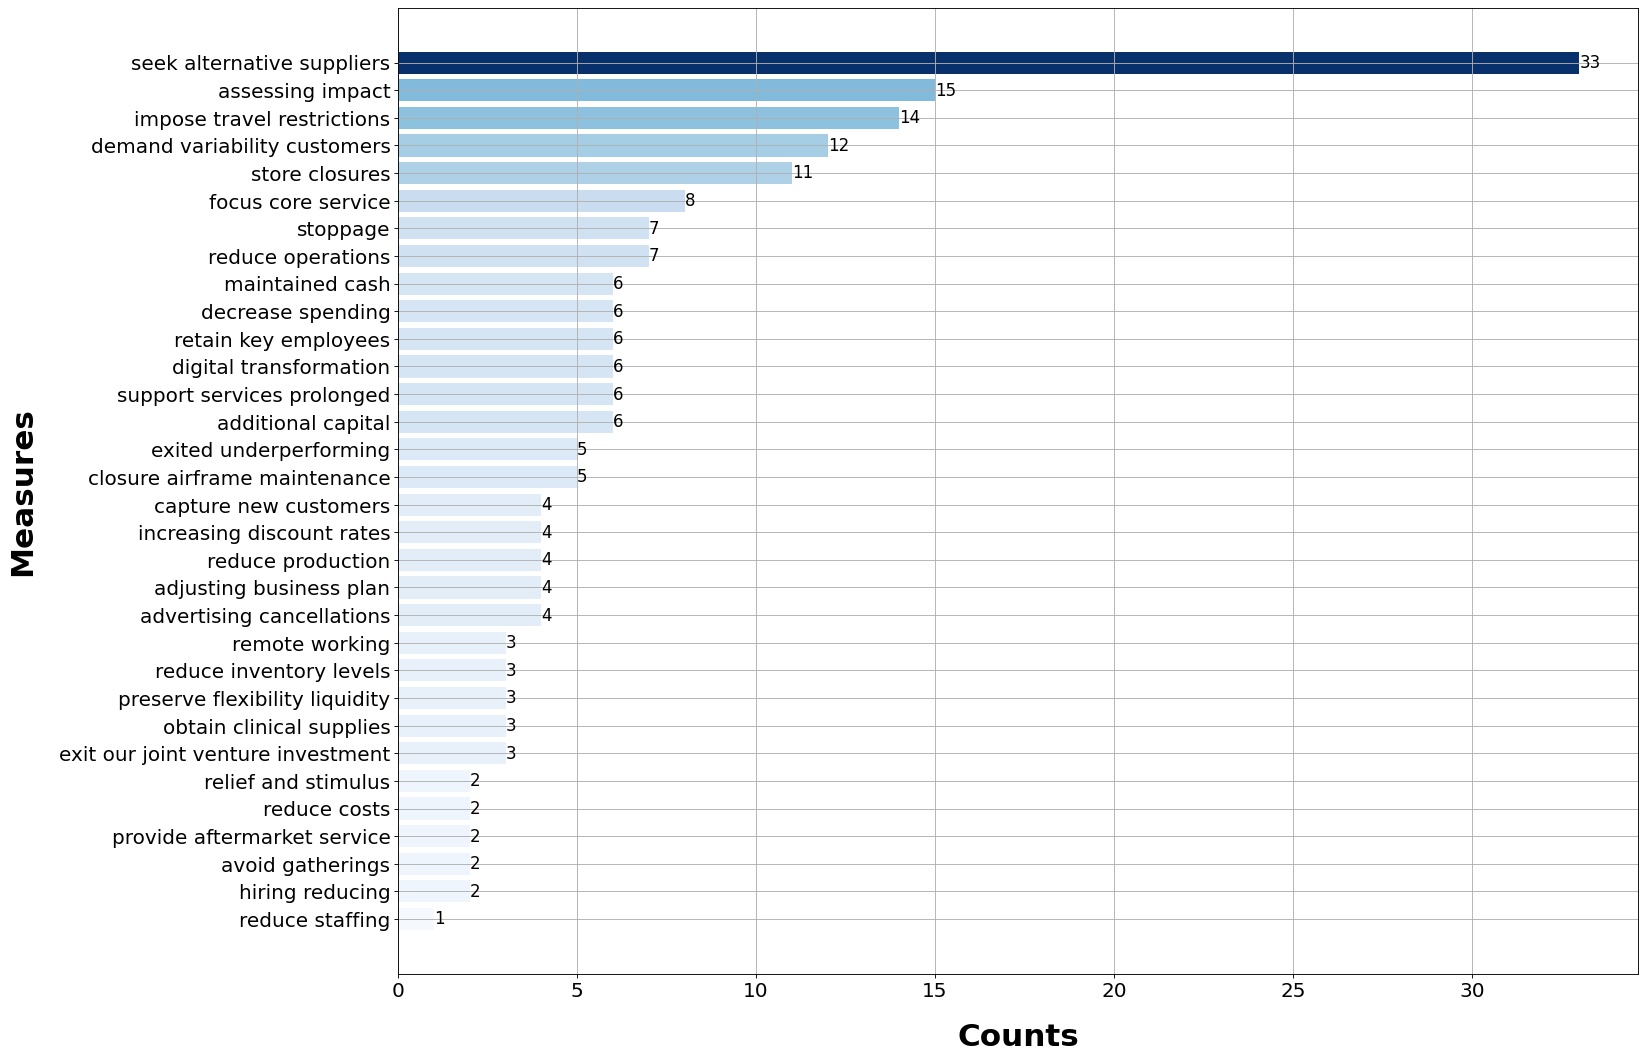 seek alternative suppliers 33
assessing impact 15
impose travel restrictions 14
demand variability customers 12
store closures 11
focus core service 8
stoppage 7
reduce operations 7
maintained cash 6
decrease spending 6
retain key employees 6
digital transformation 6
support services prolonged 6
additional capital 6
exited underperforming 5
closure airframe maintenance 5
capture new customers 4
increasing discount rates 4
reduce production 4
adjusting business plan 4
advertising cancellations 4
remote working 3
reduce inventory levels 3
preserve flexibility liquidity 3
obtain clinical supplies 3
exit our joint venture investment 3
relief and stimulus 2
reduce costs 2
provide aftermarket service 2
avoid gatherings 2
hiring reducing 2
reduce staffing 1
0 5 10 15 20 25 30
Counts
Measures